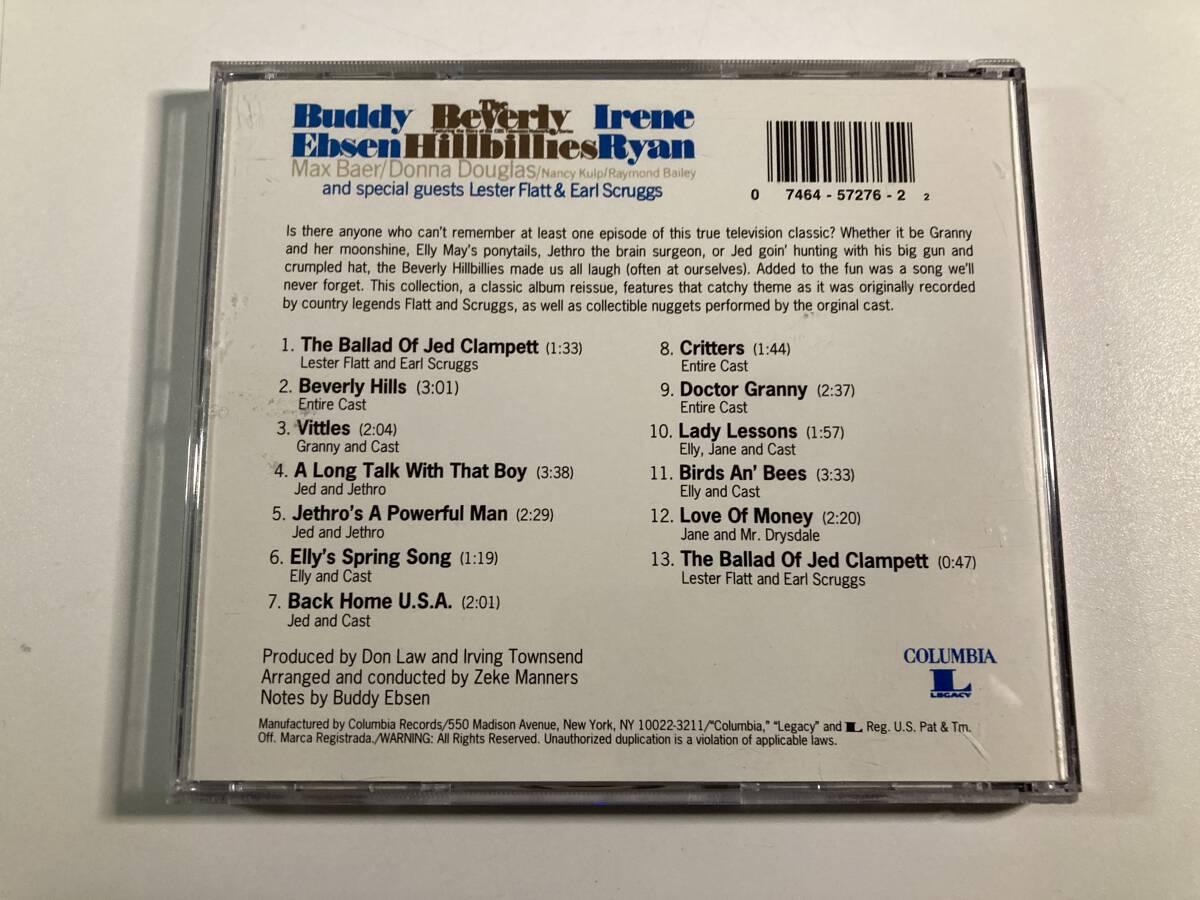 Buddy The Beverly Irene
Ebsen Hillbillies Ryan
Max Baer/Donna Douglas/Nancy Kulp/Raymond Bailey
and special guests Lester Flatt & Earl Scruggs
0 7464-57276-2 2
Is there anyone who can't remember at least one episode of this true television classic? Whether it be Granny
and her moonshine, Elly May's ponytails, Jethro the brain surgeon, or Jed goin' hunting with his big gun and
crumpled hat, the Beverly Hillbillies made us all laugh (often at ourselves). Added to the fun was a song we'll
never forget. This collection, a classic album reissue, features that catchy theme as it was originally recorded
by country legends Flatt and Scruggs, as well as collectible nuggets performed by the orginal cast.
1. The Ballad Of Jed Clampett (1:33)
Lester Flatt and Earl Scruggs
2. Beverly Hills (3:01)
Entire Cast
3. Vittles (2:04)
Granny and Cast
4. A Long Talk With That Boy (3:38)
Jed and Jethro
5. Jethro's A Powerful Man (2:29)
Jed and Jethro
6. Elly's Spring Song (1:19)
Elly and Cast
7. Back Home U.S.A. (2:01)
Jed and Cast
8. Critters (1:44)
Entire Cast
9. Doctor Granny (2:37)
Entire Cast
10. Lady Lessons (1:57)
Elly, Jane and Cast
11. Birds An' Bees (3:33)
Elly and Cast
12. Love Of Money (2:20)
Jane and Mr. Drysdale
13. The Ballad Of Jed Clampett (0:47)
Lester Flatt and Earl Scruggs
Produced by Don Law and Irving Townsend
Arranged and conducted by Zeke Manners
Notes by Buddy Ebsen
COLUMBIA
L
LEGACY
Manufactured by Columbia Records/550 Madison Avenue, New York, NY 10022-3211/"Columbia," "Legacy" and L Reg. U.S. Pat & Tm.
Off. Marca Registrada./WARNING: All Rights Reserved. Unauthorized duplication is a violation of applicable laws.